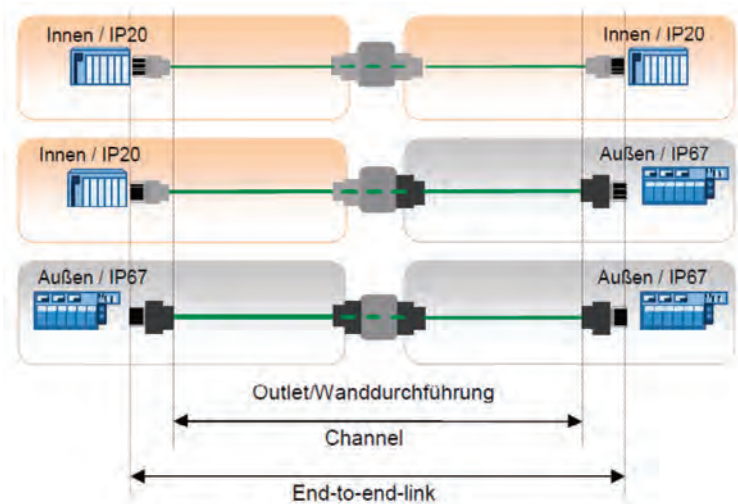 Innen / IP20
Innen / IP20
Innen / IP20
Außen / IP67
Außen / IP67
Außen / IP67
Outlet/Wanddurchführung
Channel
End-to-end-link